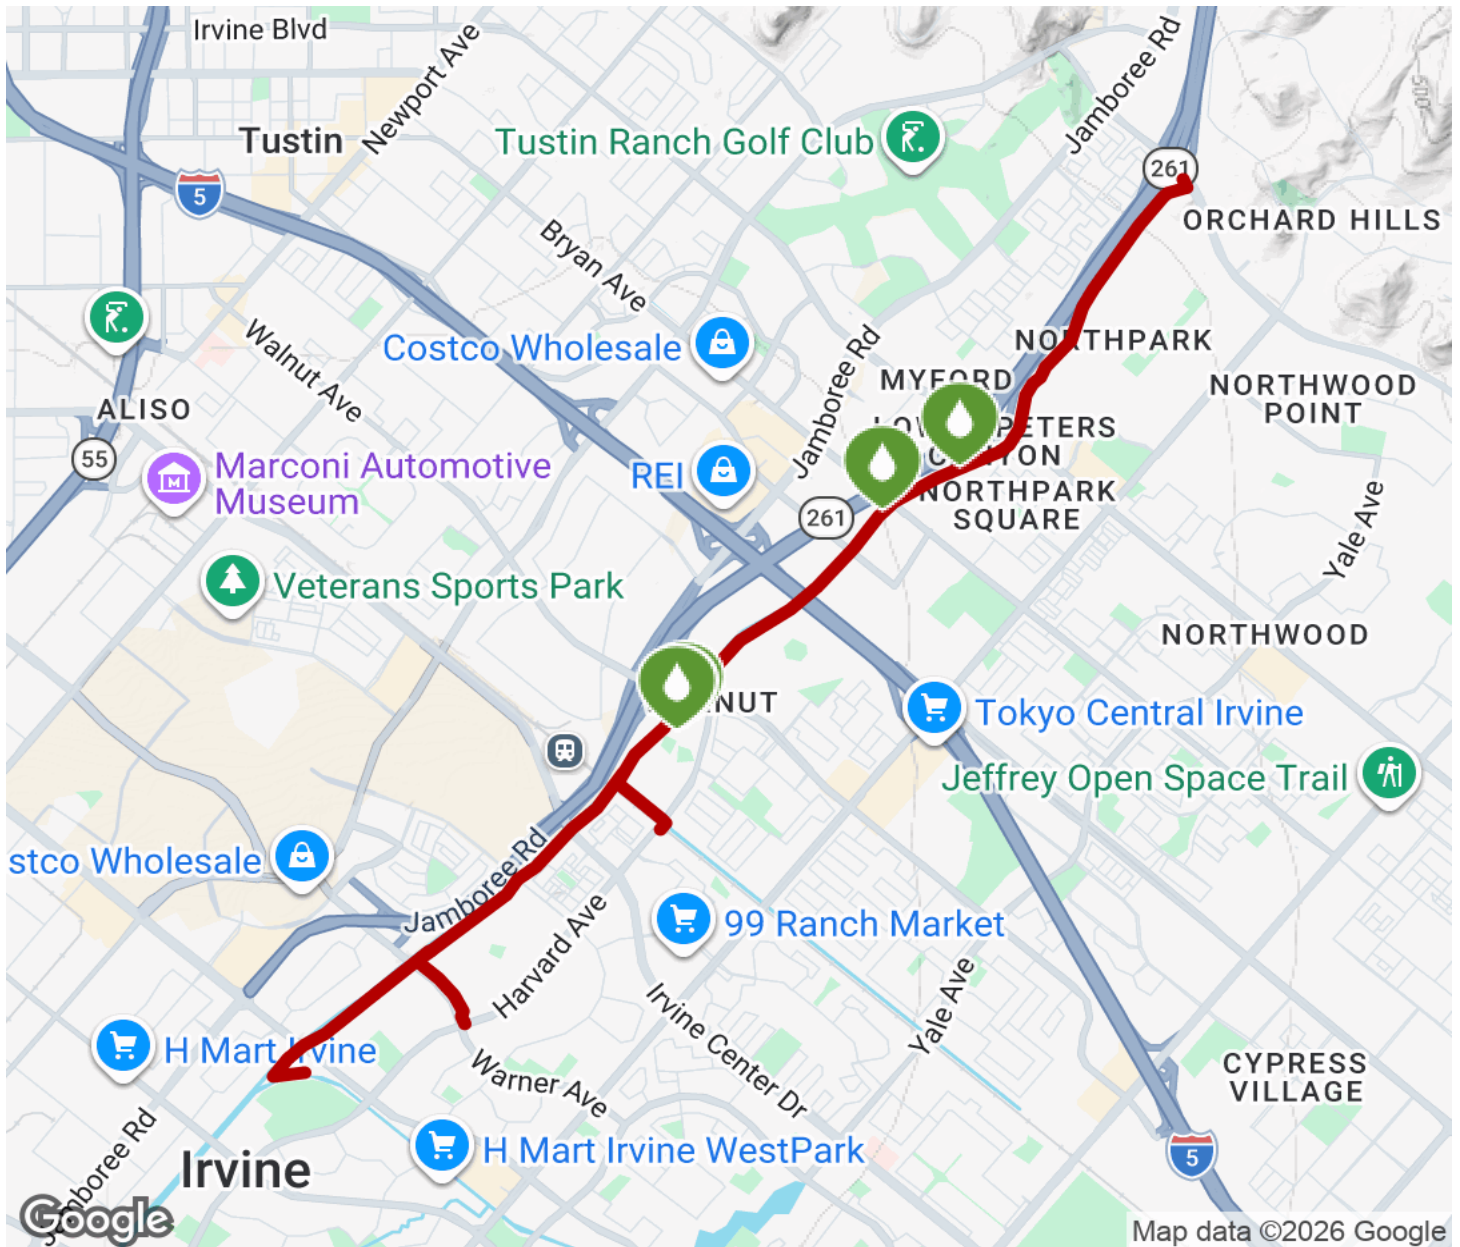 Irvine Blvd
Newport Ave
Jamboree Rd
500
Tustin
Tustin Ranch Golf Club
261
5
ORCHARD HILLS
Bryan Ave
Walnut Ave
Costco Wholesale
Jamboree Rd
NORTHPARK
MYFORD
NORTHWOOD
POINT
ALISO
PETERS
55
Marconi Automotive
Museum
REI
NORTHPARK
SQUARE
261
Yale Ave
Veterans Sports Park
NORTHWOOD
NUT
Tokyo Central Irvine
Jeffrey Open Space Trail
stco Wholesale
Jamboree Rd
Harvard Ave
99 Ranch Market
Yale Ave
Irvine Center Dr
H Mart Irvine
Warner Ave
CYPRESS
VILLAGE
Jamboree Rd
H Mart Irvine WestPark
5
Irvine
Google
Map data ©2026 Google